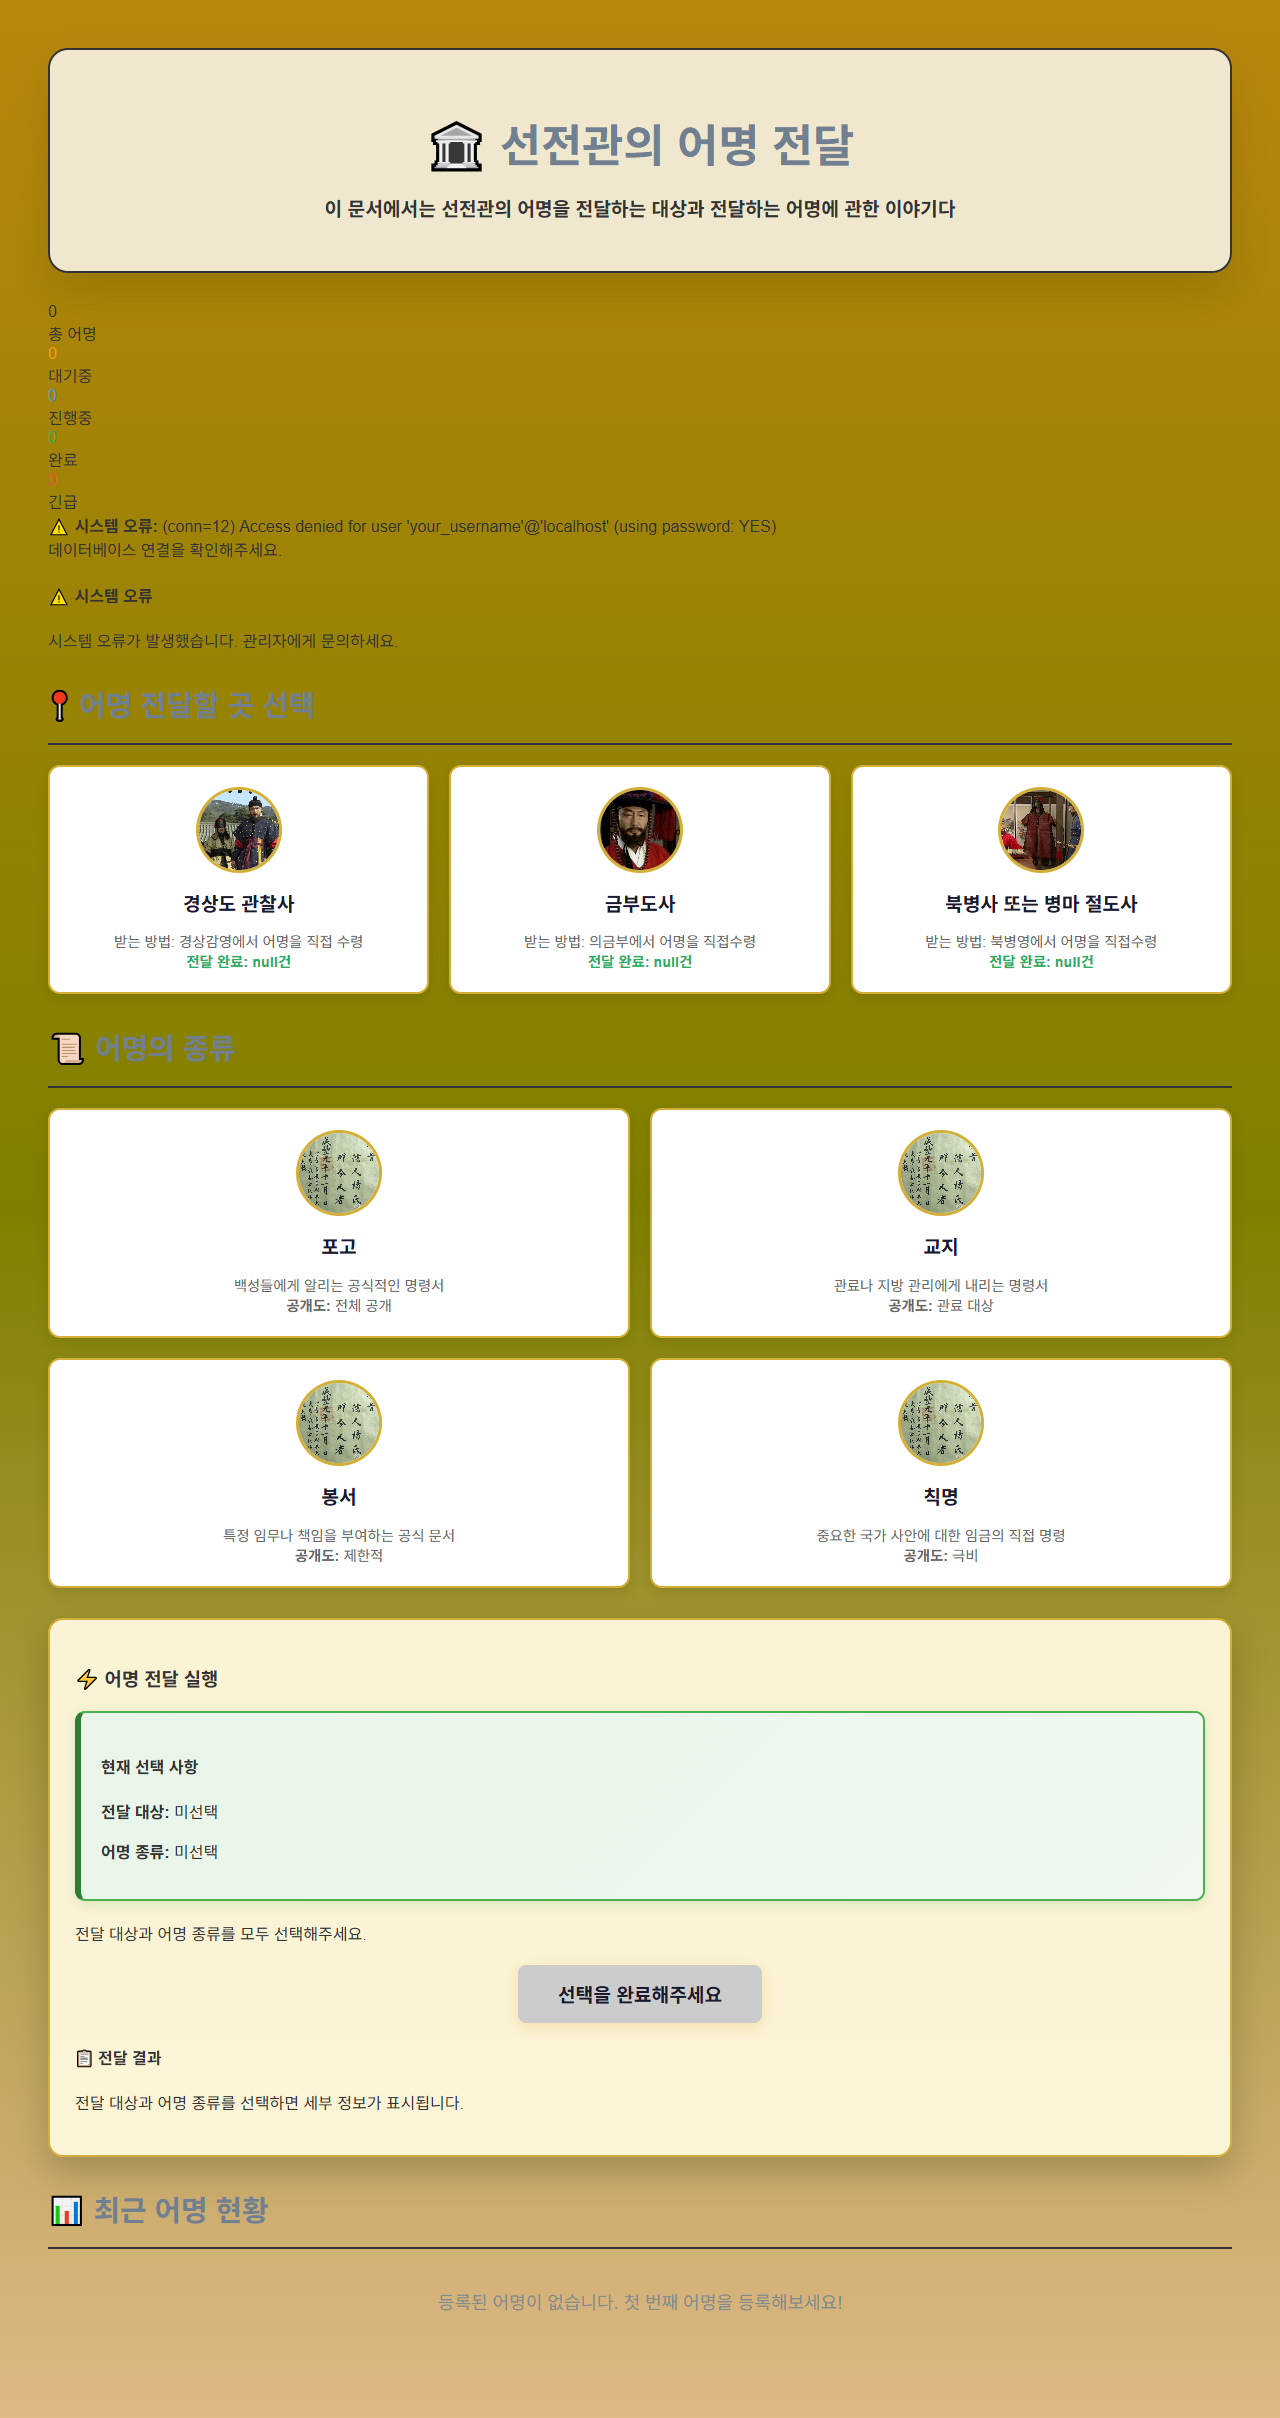 선전관의 어명 전달
이 문서에서는 선전관의 어명을 전달하는 대상과 전달하는 어명에 관한 이야기다
0
총 어명
0
대기중
0
진행중
0
완료
0
긴급
시스템 오류: (conn=12) Access denied for user 'your_username'@'localhost' (using password: YES)
데이터베이스 연결을 확인해주세요.
시스템 오류
시스템 오류가 발생했습니다. 관리자에게 문의하세요.
어명 전달할 곳 선택
경상도 관찰사
받는 방법: 경상감영에서 어명을 직접 수령
전달 완료: null건
금부도사
받는 방법: 의금부에서 어명을 직접수령
전달 완료: null건
북병사 또는 병마 절도사
받는 방법: 북병영에서 어명을 직접수령
전달 완료: null건
어명의 종류
포고
백성들에게 알리는 공식적인 명령서
공개도: 전체 공개
교지
관료나 지방 관리에게 내리는 명령서
공개도: 관료 대상
봉서
특정 임무나 책임을 부여하는 공식 문서
공개도: 제한적
칙명
중요한 국가 사안에 대한 임금의 직접 명령
공개도: 극비
어명 전달 실행
현재 선택 사항
전달 대상: 미선택
어명 종류: 미선택
전달 대상과 어명 종류를 모두 선택해주세요.
선택을 완료해주세요
전달 결과
전달 대상과 어명 종류를 선택하면 세부 정보가 표시됩니다.
최근 어명 현황
등록된 어명이 없습니다. 첫 번째 어명을 등록해보세요!